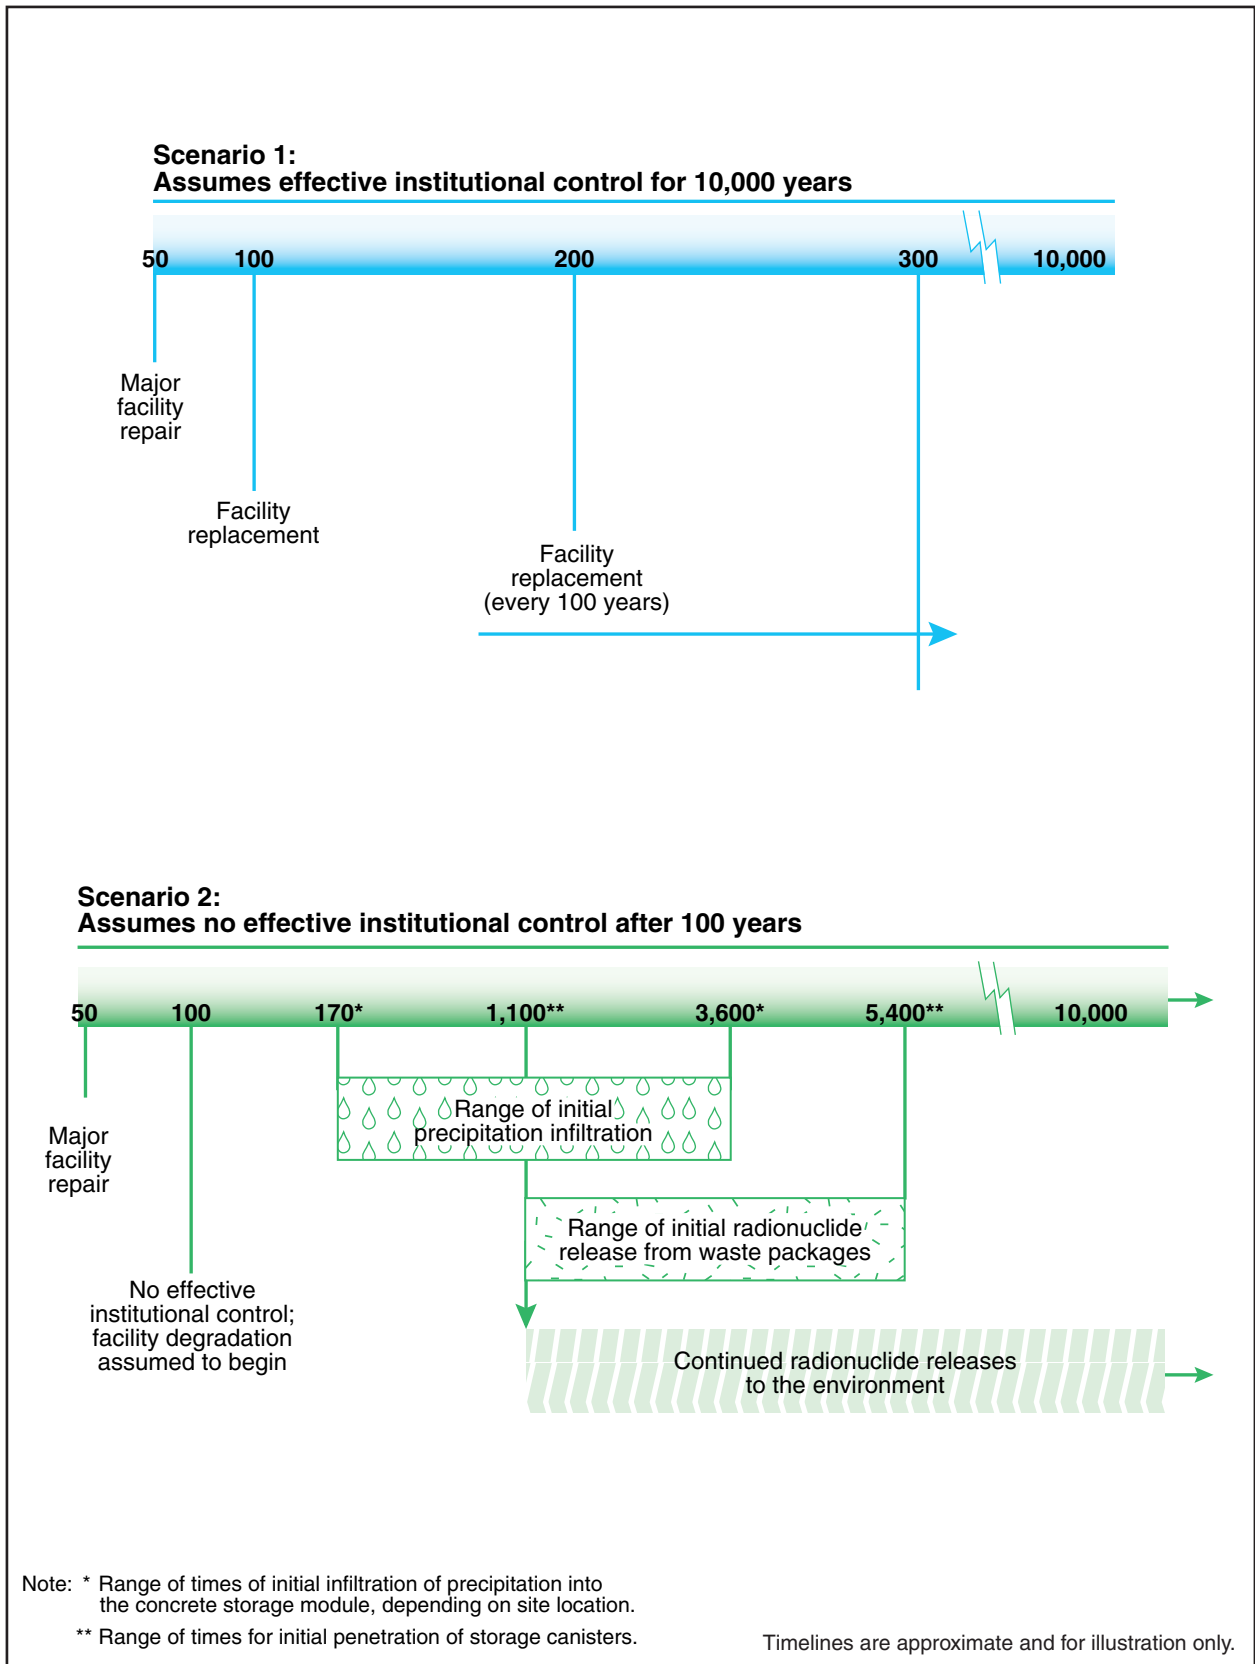 Scenario 1:
Assumes effective institutional control for 10,000 years
50 100 200 300 10,000
Major
facility
repair
Facility
replacement
Facility
replacement
(every 100 years)
Scenario 2:
Assumes no effective institutional control after 100 years
50 100 170* 1,100** 3,600* 5,400** 10,000
Range of initial
precipitation infiltration
Major
facility
repair
Range of initial radionuclide
release from waste packages
No effective
institutional control;
facility degradation
assumed to begin
Continued radionuclide releases
to the environment
Note: * Range of times of initial infiltration of precipitation into
the concrete storage module, depending on site location.
** Range of times for initial penetration of storage canisters.
Timelines are approximate and for illustration only.